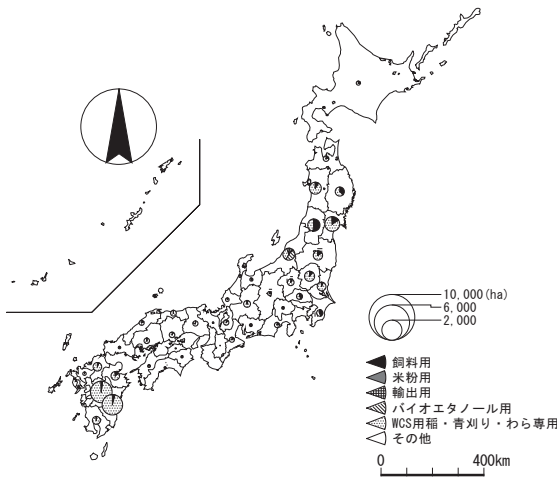 10,000(ha)
6,000
2,000
飼料用
米粉用
輸出用
バイオエタノール用
WCS用稲・青刈り・わら専用
その他
0 400km